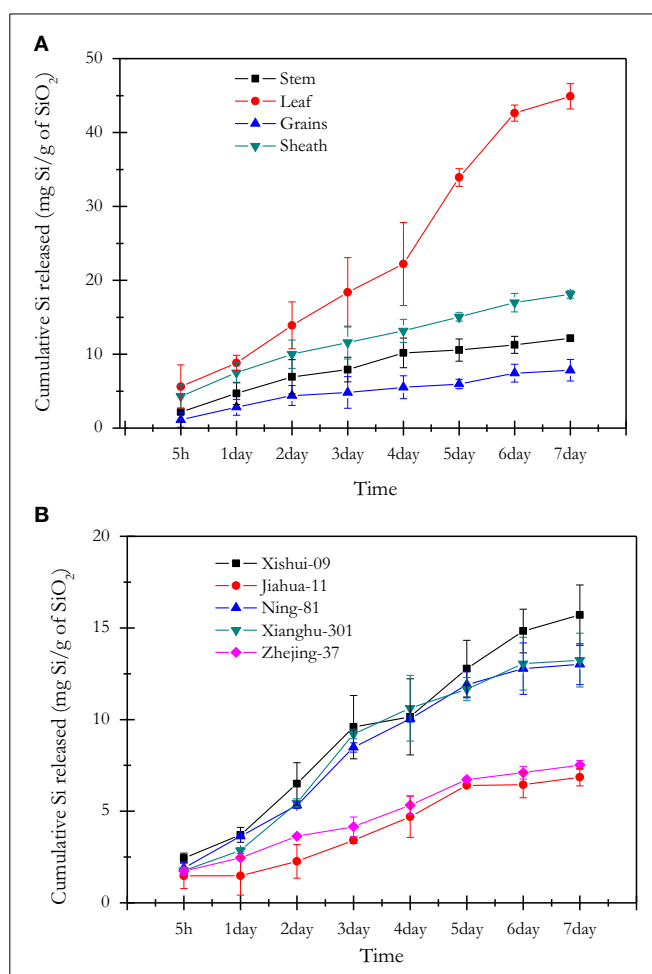 A
Stem
Leaf
Grains
Sheath
Cumulative Si released (mg Si/g of SiO₂)
50
40
30
20
10
0
5h 1day 2day 3day 4day 5day 6day 7day
Time
B
Xishui-09
Jiahua-11
Ning-81
Xianghu-301
Zhejing-37
Cumulative Si released (mg Si/g of SiO₂)
20
15
10
5
0
5h 1day 2day 3day 4day 5day 6day 7day
Time